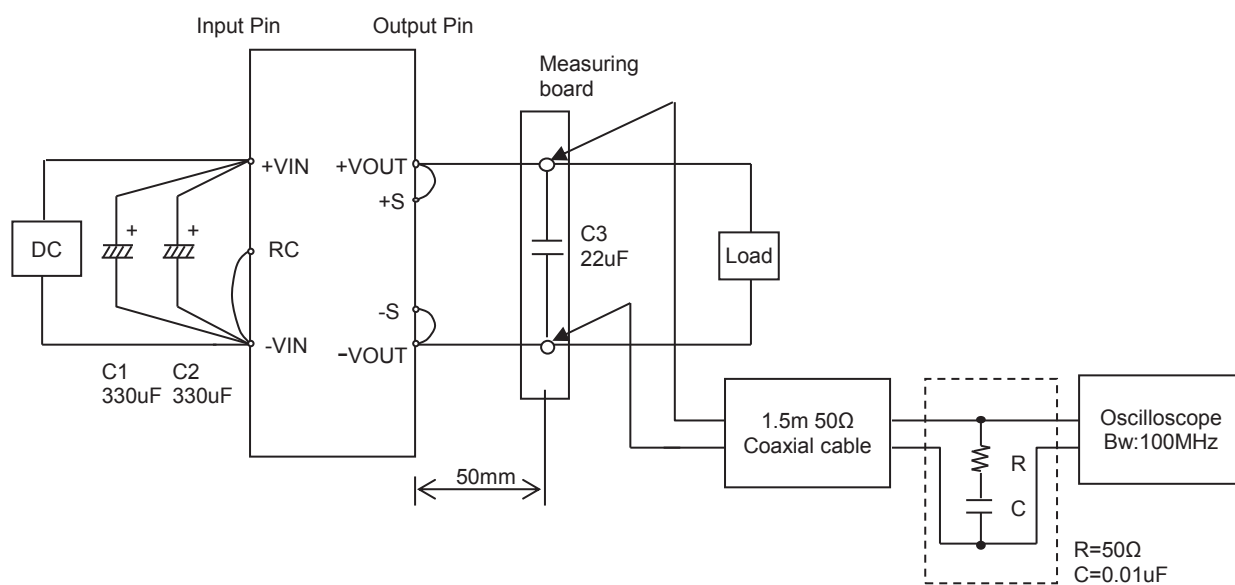 Input Pin
Output Pin
Measuring
board
+VIN
+VOUT
+S
DC
+
+
RC
C3
22uF
Load
-S
-VIN
−VOUT
C1
330uF
C2
330uF
50mm
1.5m 50Ω
Coaxial cable
R
C
Oscilloscope
Bw:100MHz
R=50Ω
C=0.01uF